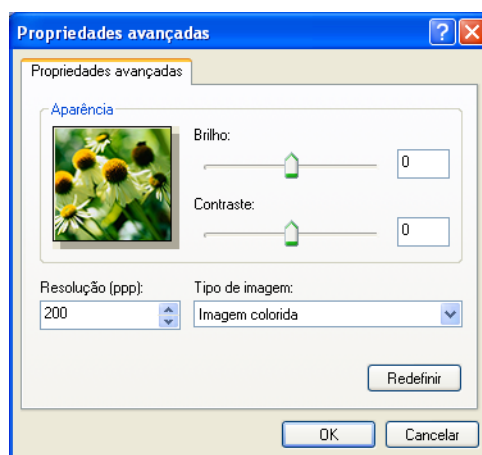 Propriedades avançadas
Propriedades avançadas
Aparência
Brilho:
0
Contraste:
0
Resolução (ppp):
Tipo de imagem:
200
Imagem colorida
Redefinir
OK
Cancelar